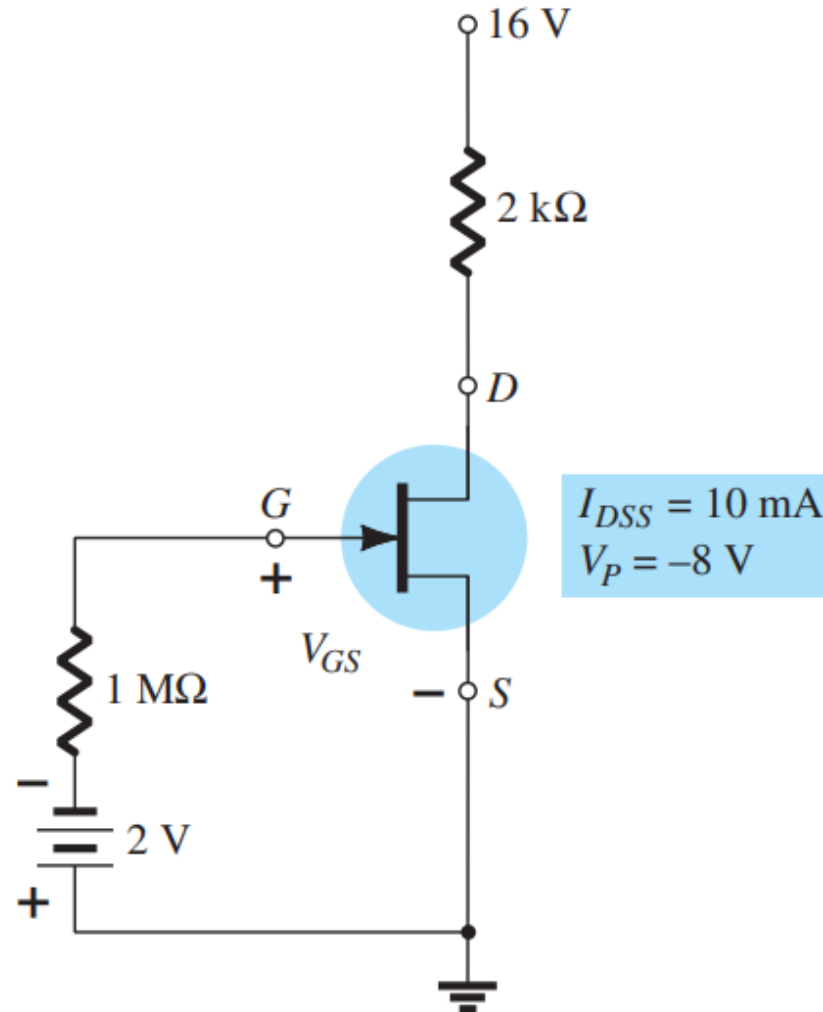 16 V
2 kΩ
D
G
+
I_DSS = 10 mA
V_P = –8 V
V_GS
– S
1 MΩ
–
2 V
+